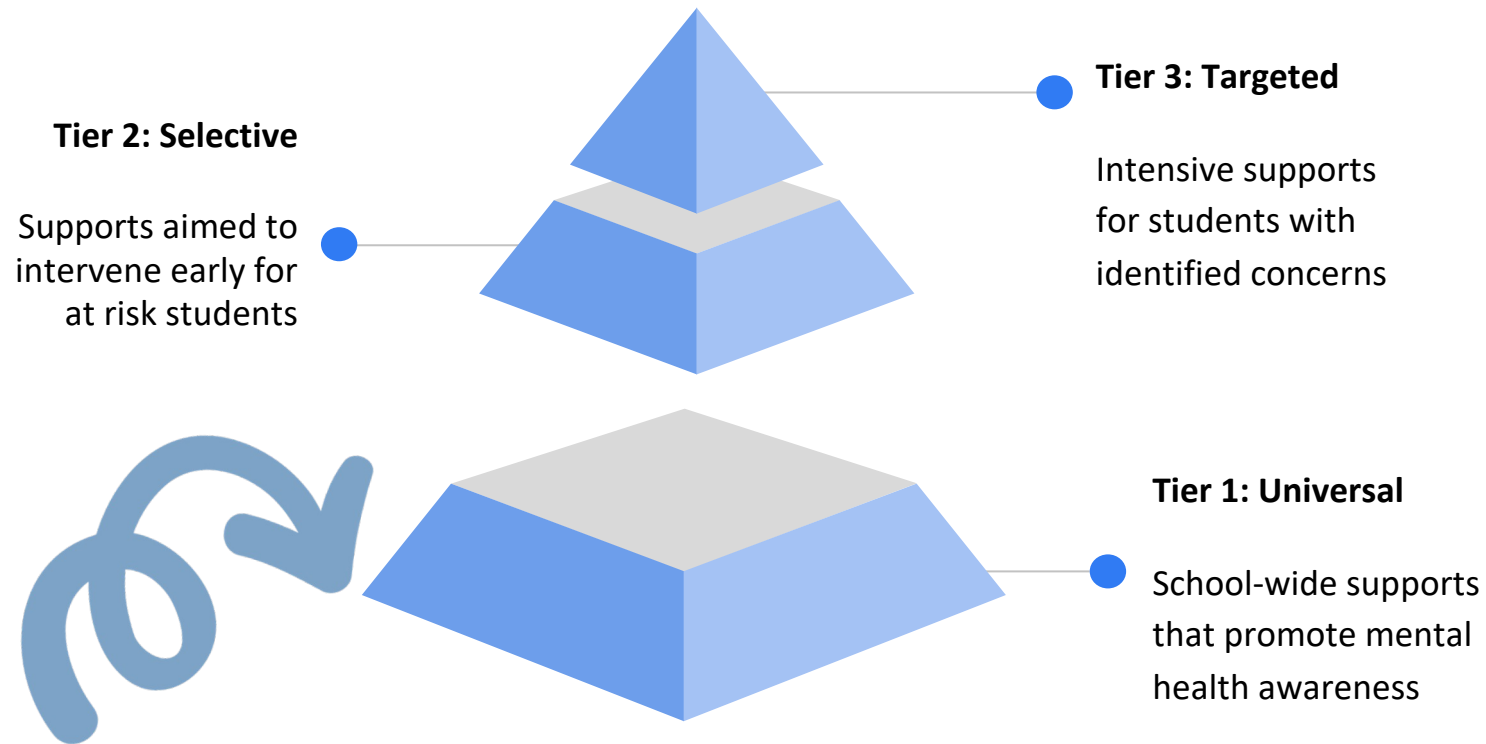 Tier 3: Targeted
Intensive supports
for students with
identified concerns
Tier 2: Selective
Supports aimed to
intervene early for
at risk students
Tier 1: Universal
School-wide supports
that promote mental
health awareness